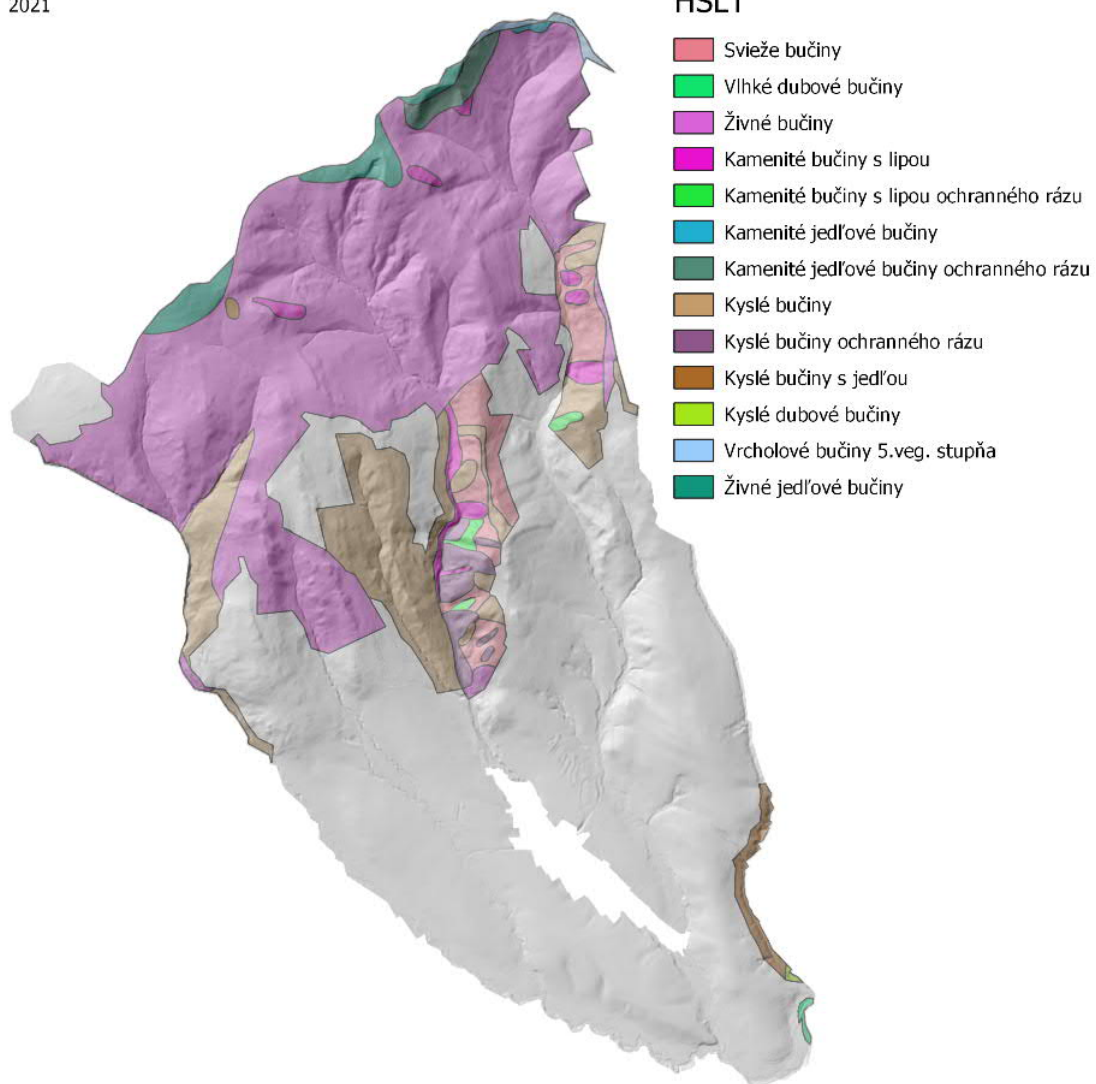 2021
HSLT
Svieže bučiny
Vlhké dubové bučiny
Živné bučiny
Kamenité bučiny s lipou
Kamenité bučiny s lipou ochranného rázu
Kamenité jedľové bučiny
Kamenité jedľové bučiny ochranného rázu
Kyslé bučiny
Kyslé bučiny ochranného rázu
Kyslé bučiny s jedľou
Kyslé dubové bučiny
Vrcholové bučiny 5.veg. stupňa
Živné jedľové bučiny